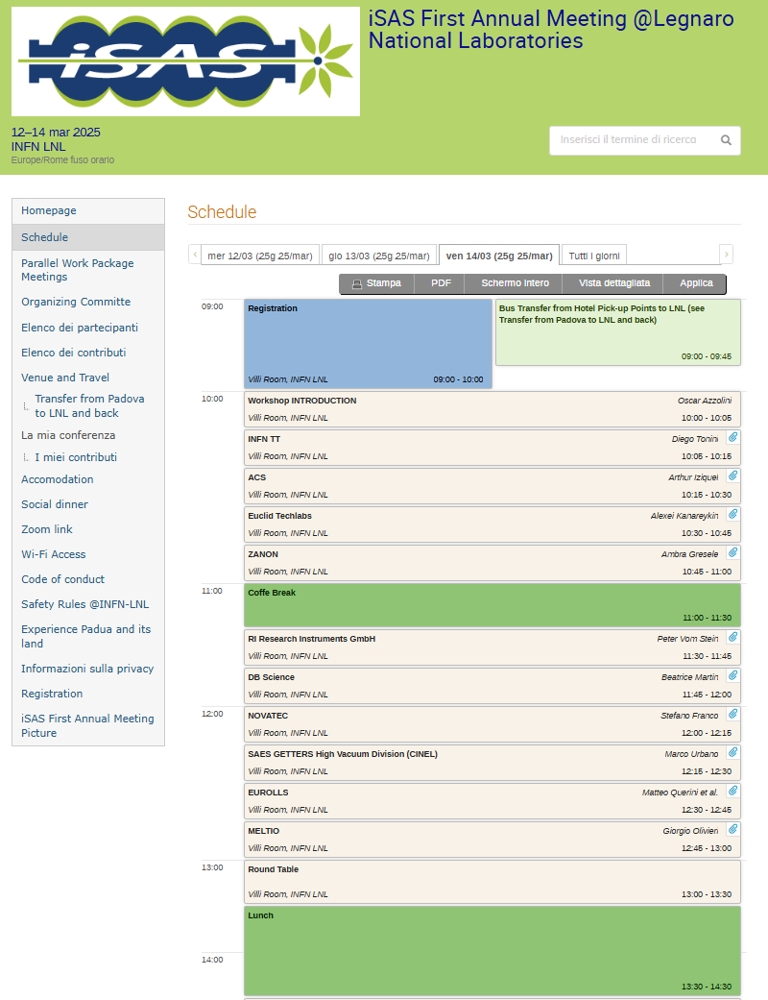 iSAS
iSAS First Annual Meeting @Legnaro
National Laboratories
12–14 mar 2025
INFN LNL
Europe/Rome fuso orario
Inserisci il termine di ricerca
Homepage
Schedule
Parallel Work Package
Meetings
Organizing Committe
Elenco dei partecipanti
Elenco dei contributi
Venue and Travel
Transfer from Padova
to LNL and back
La mia conferenza
I miei contributi
Accomodation
Social dinner
Zoom link
Wi-Fi Access
Code of conduct
Safety Rules @INFN-LNL
Experience Padua and its
land
Informazioni sulla privacy
Registration
iSAS First Annual Meeting
Picture
Schedule
mer 12/03 (25g 25/mar)
gio 13/03 (25g 25/mar)
ven 14/03 (25g 25/mar)
Tutti i giorni
Stampa
PDF
Schermo intero
Vista dettagliata
Applica
09:00
Registration
Villi Room, INFN LNL
09:00 - 10:00
Bus Transfer from Hotel Pick-up Points to LNL (see
Transfer from Padova to LNL and back)
09:00 - 09:45
10:00
Workshop INTRODUCTION
Oscar Azzolini
Villi Room, INFN LNL
10:00 - 10:05
INFN TT
Diego Tonini
Villi Room, INFN LNL
10:05 - 10:15
ACS
Arthur Iziquel
Villi Room, INFN LNL
10:15 - 10:30
Euclid Techlabs
Alexei Kanareykin
Villi Room, INFN LNL
10:30 - 10:45
ZANON
Ambra Gresele
Villi Room, INFN LNL
10:45 - 11:00
11:00
Coffe Break
11:00 - 11:30
RI Research Instruments GmbH
Peter Vom Stein
Villi Room, INFN LNL
11:30 - 11:45
DB Science
Beatrice Martin
Villi Room, INFN LNL
11:45 - 12:00
12:00
NOVATEC
Stefano Franco
Villi Room, INFN LNL
12:00 - 12:15
SAES GETTERS High Vacuum Division (CINEL)
Marco Urbano
Villi Room, INFN LNL
12:15 - 12:30
EUROLLS
Matteo Querini et al.
Villi Room, INFN LNL
12:30 - 12:45
MELTIO
Giorgio Olivieri
Villi Room, INFN LNL
12:45 - 13:00
13:00
Round Table
Villi Room, INFN LNL
13:00 - 13:30
Lunch
14:00
13:30 - 14:30